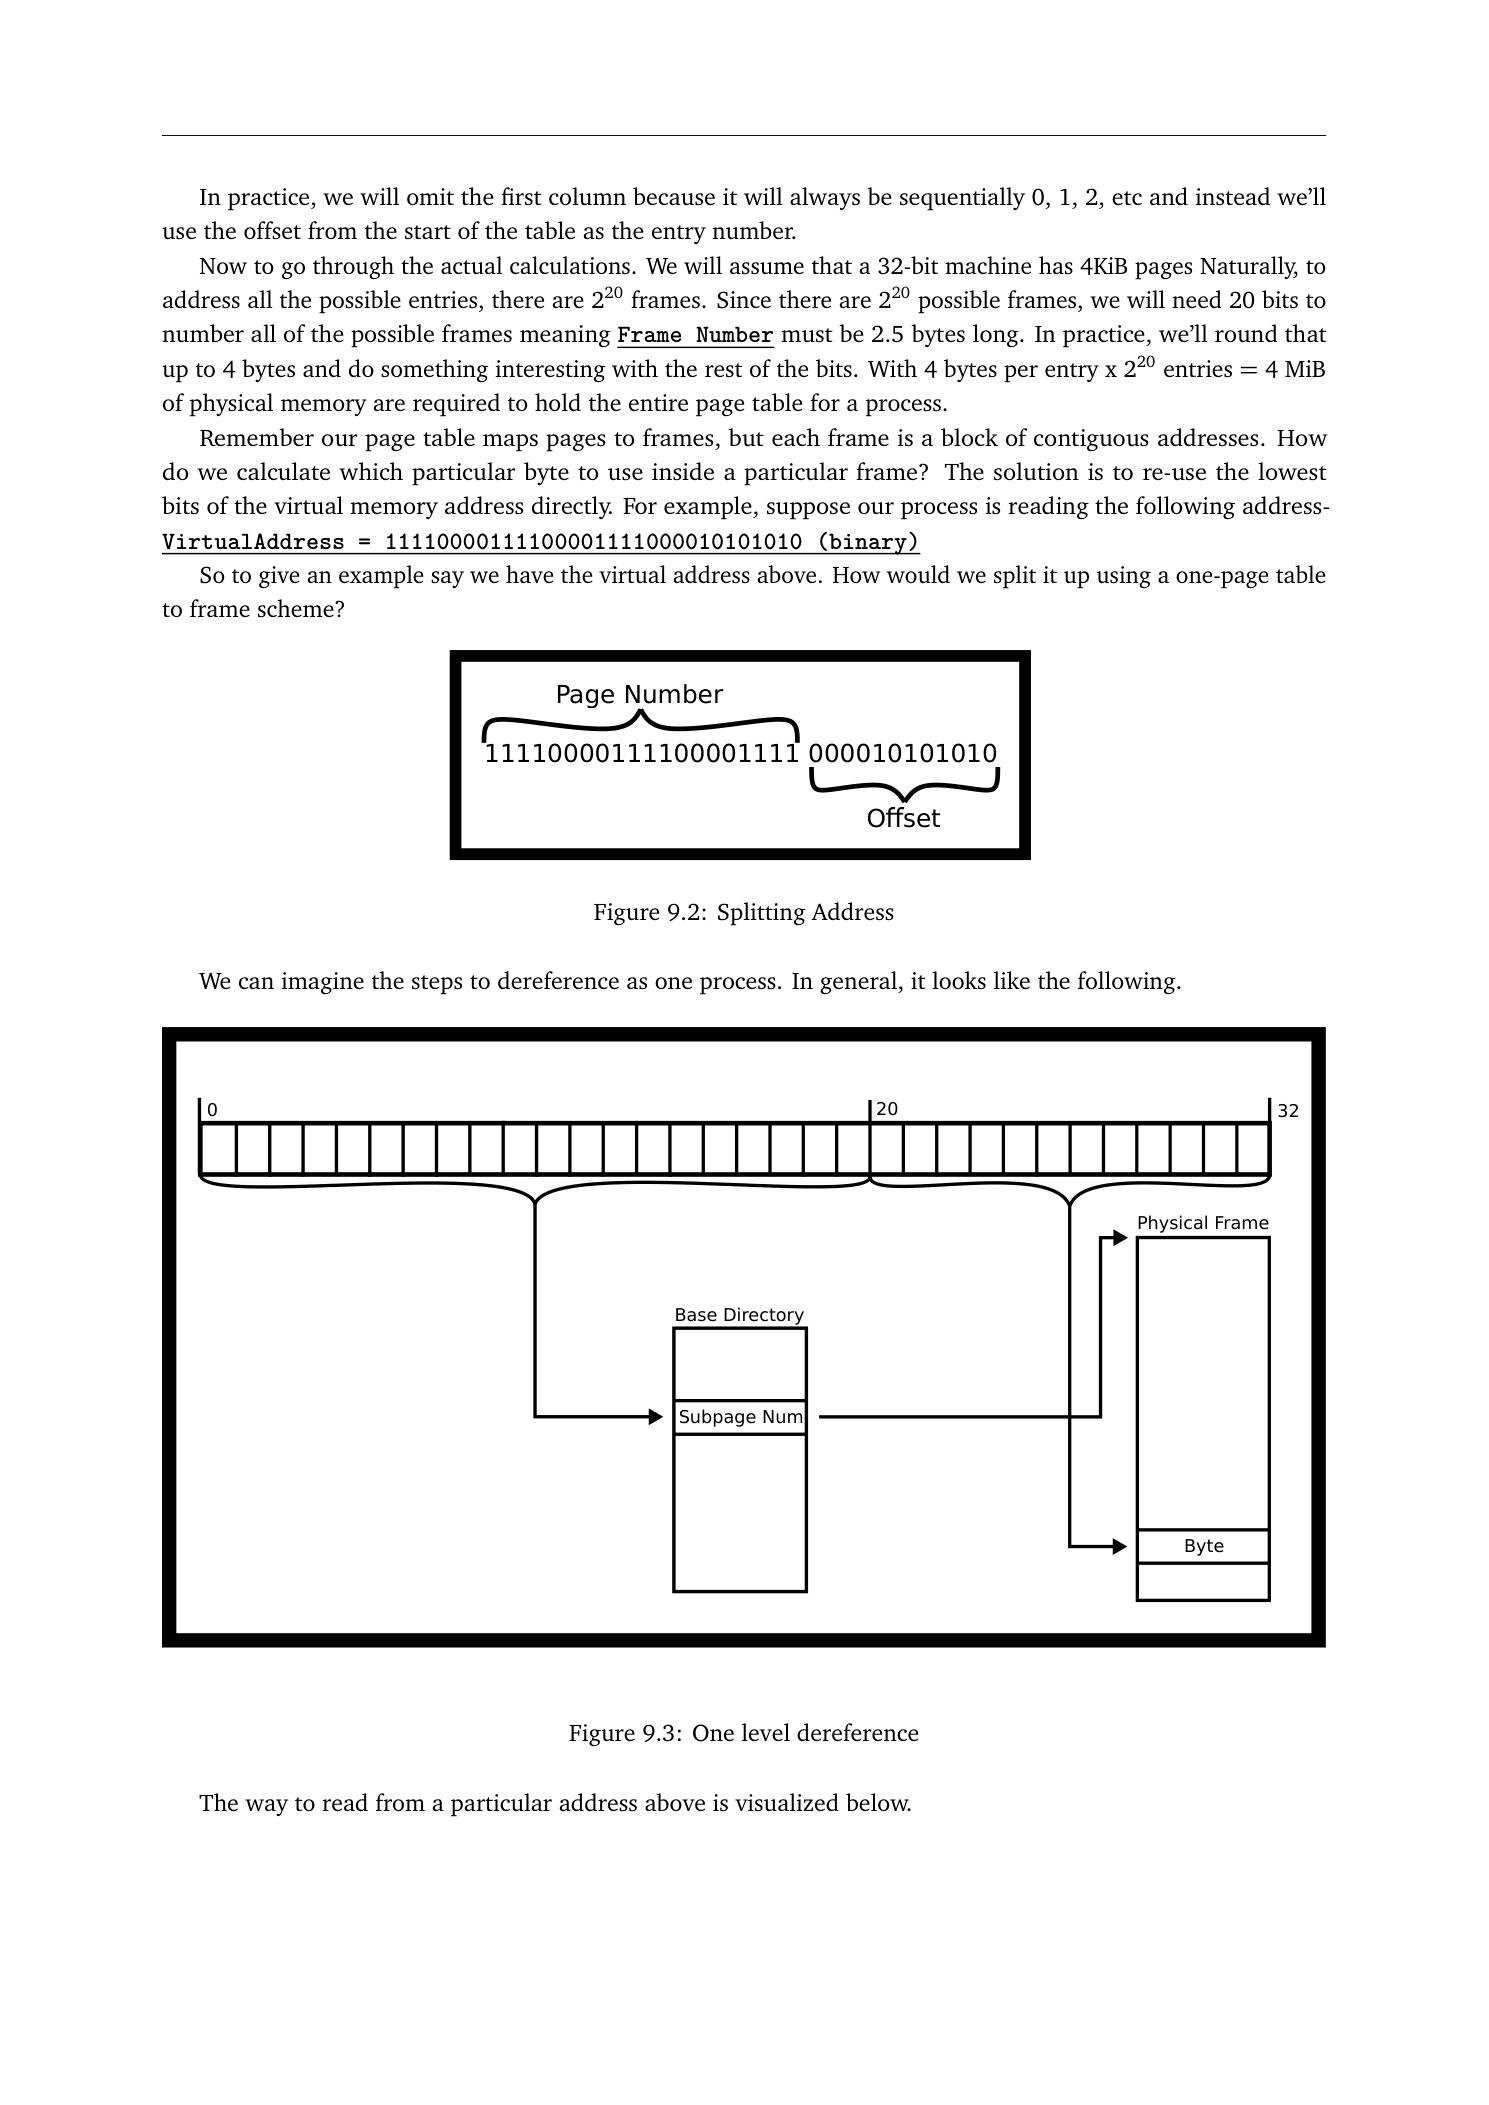 In practice, we will omit the first column because it will always be sequentially 0, 1, 2, etc and instead we'll
use the offset from the start of the table as the entry number.
Now to go through the actual calculations. We will assume that a 32-bit machine has 4KiB pages Naturally, to
address all the possible entries, there are 2²⁰ frames. Since there are 2²⁰ possible frames, we will need 20 bits to
number all of the possible frames meaning Frame Number must be 2.5 bytes long. In practice, we'll round that
up to 4 bytes and do something interesting with the rest of the bits. With 4 bytes per entry x 2²⁰ entries = 4 MiB
of physical memory are required to hold the entire page table for a process.
Remember our page table maps pages to frames, but each frame is a block of contiguous addresses. How
do we calculate which particular byte to use inside a particular frame? The solution is to re-use the lowest
bits of the virtual memory address directly. For example, suppose our process is reading the following address-
VirtualAddress = 11110000111100001111000010101010 (binary)
So to give an example say we have the virtual address above. How would we split it up using a one-page table
to frame scheme?
Page Number
11110000111100001111 000010101010
Offset
Figure 9.2: Splitting Address
We can imagine the steps to dereference as one process. In general, it looks like the following.
0 20 32
Physical Frame
Base Directory
Subpage Num
Byte
Figure 9.3: One level dereference
The way to read from a particular address above is visualized below.